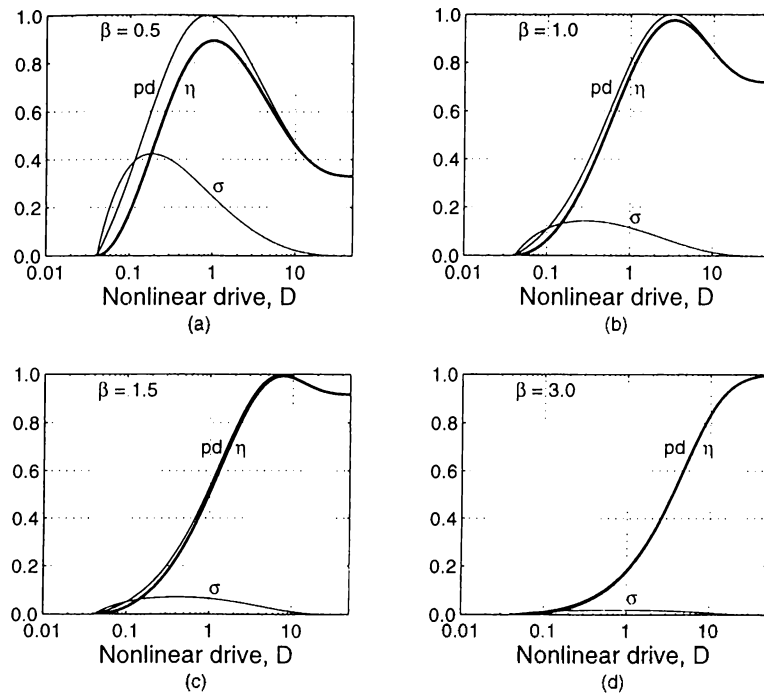 β = 0.5
1.0
0.8
0.6
0.4
0.2
0.0
pd
η
σ
0.01
0.1
1
10
Nonlinear drive, D
(a)
β = 1.0
1.0
0.8
0.6
0.4
0.2
0.0
pd
η
σ
0.01
0.1
1
10
Nonlinear drive, D
(b)
β = 1.5
1.0
0.8
0.6
0.4
0.2
0.0
pd
η
σ
0.01
0.1
1
10
Nonlinear drive, D
(c)
β = 3.0
1.0
0.8
0.6
0.4
0.2
0.0
pd
η
σ
0.01
0.1
1
10
Nonlinear drive, D
(d)